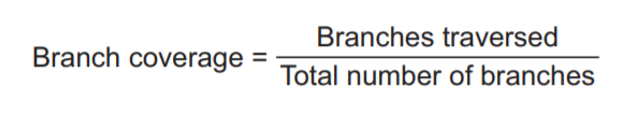 Branches traversed
Branch coverage =
Total number of branches